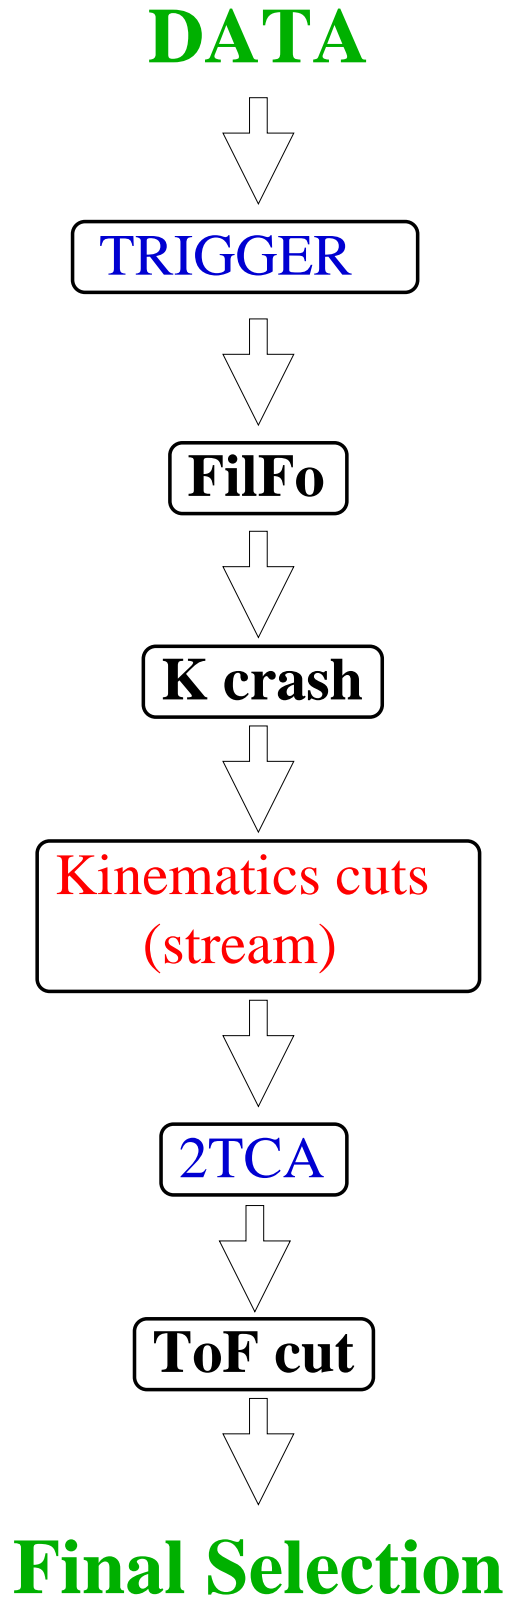 DATA
TRIGGER
FilFo
K crash
Kinematics cuts
(stream)
2TCA
ToF cut
Final Selection